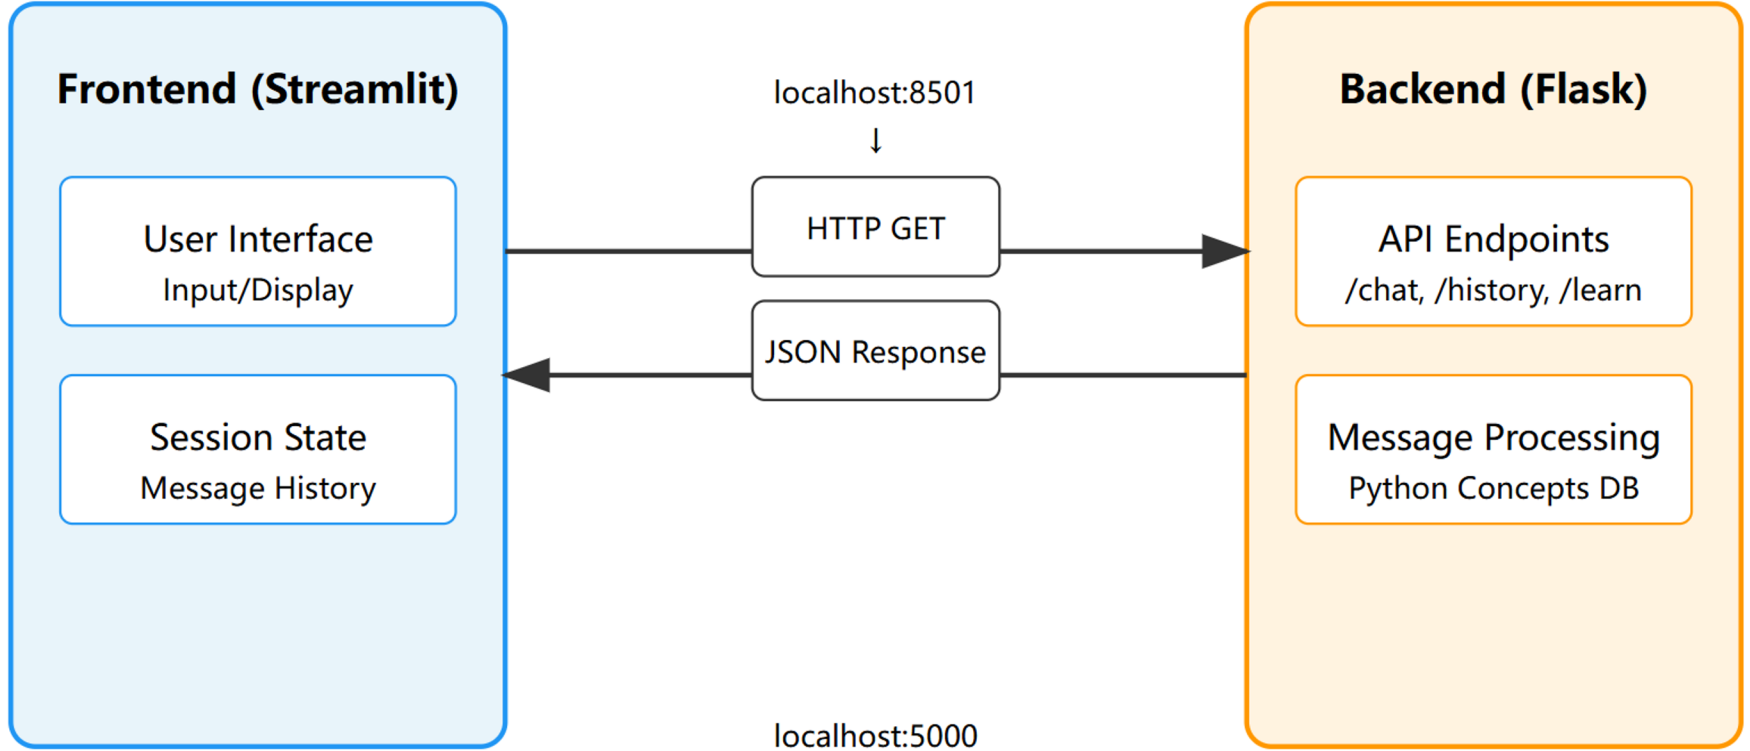 Frontend (Streamlit)
User Interface
Input/Display
Session State
Message History
localhost:8501
↓
HTTP GET
JSON Response
localhost:5000
Backend (Flask)
API Endpoints
/chat, /history, /learn
Message Processing
Python Concepts DB